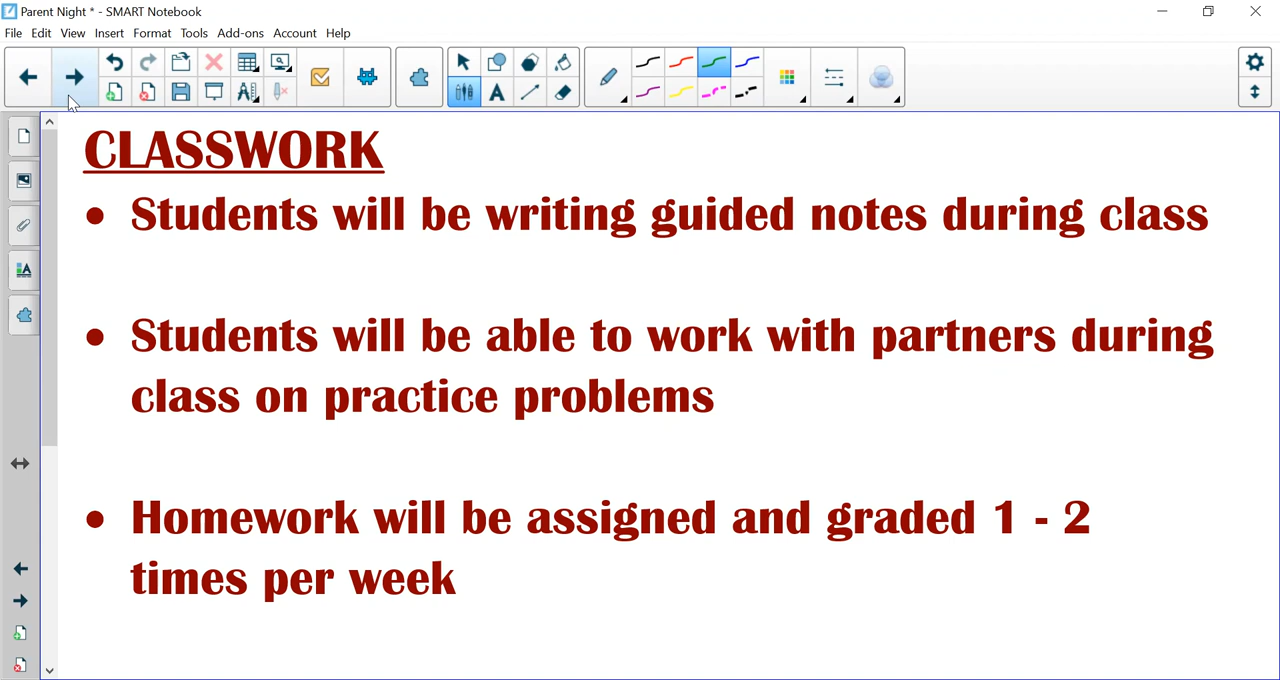 Parent Night * - SMART Notebook
File Edit View Insert Format Tools Add-ons Account Help
CLASSWORK
• Students will be writing guided notes during class
• Students will be able to work with partners during
class on practice problems
• Homework will be assigned and graded 1 - 2
times per week